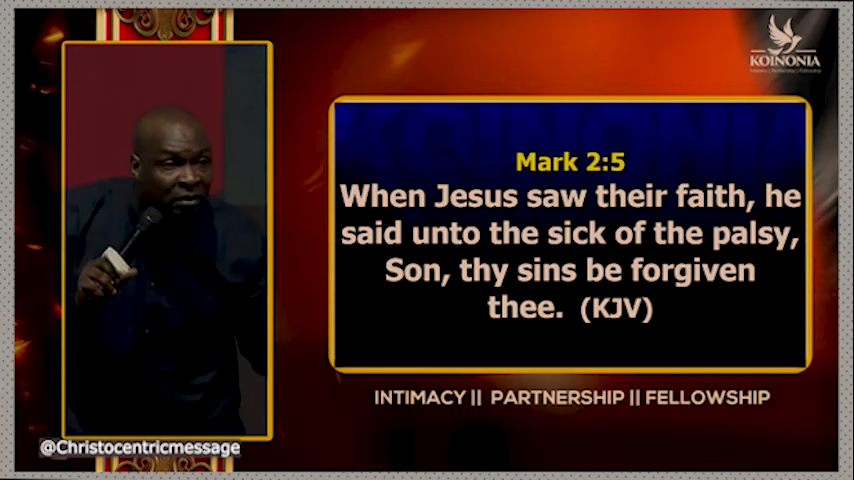 KOINONIA
Mark 2:5
When Jesus saw their faith, he
said unto the sick of the palsy,
Son, thy sins be forgiven
thee. (KJV)
INTIMACY || PARTNERSHIP || FELLOWSHIP
@Christocentricmessage